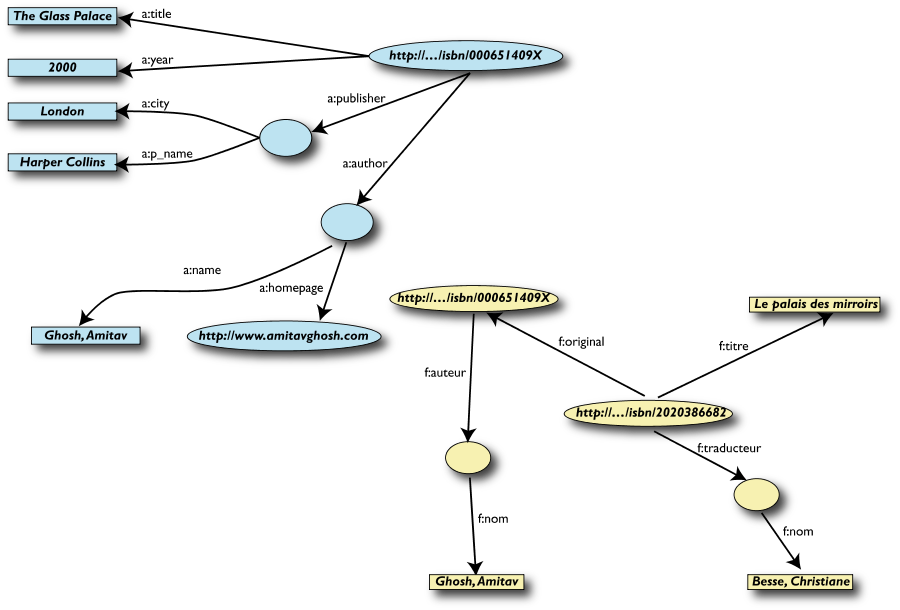 The Glass Palace
a:title
http://…/isbn/000651409X
2000
a:year
London
a:city
a:publisher
Harper Collins
a:p_name
a:author
a:name
a:homepage
Ghosh, Amitav
http://www.amitavghosh.com
http://…/isbn/000651409X
Le palais des mirroirs
f:original
f:titre
f:auteur
http://…/isbn/2020386682
f:traducteur
f:nom
f:nom
Ghosh, Amitav
Besse, Christiane